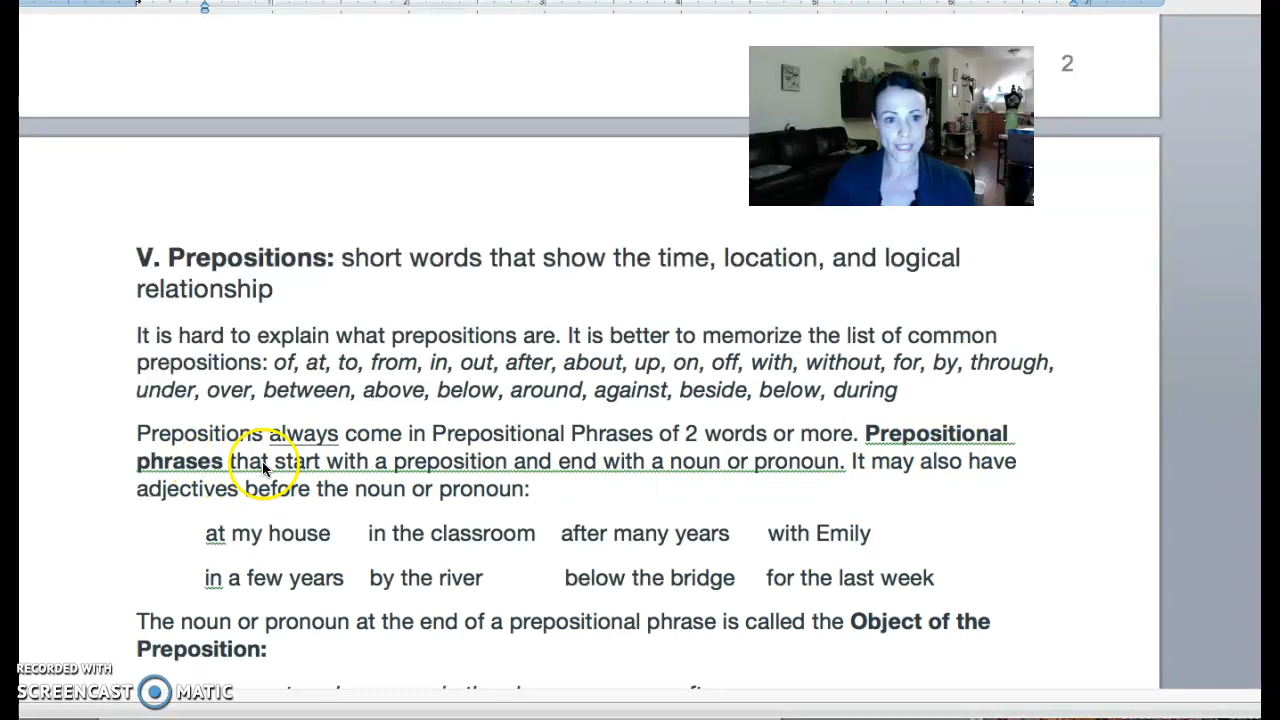 2
V. Prepositions: short words that show the time, location, and logical
relationship
It is hard to explain what prepositions are. It is better to memorize the list of common
prepositions: of, at, to, from, in, out, after, about, up, on, off, with, without, for, by, through,
under, over, between, above, below, around, against, beside, below, during
Prepositions always come in Prepositional Phrases of 2 words or more. Prepositional
phrases that start with a preposition and end with a noun or pronoun. It may also have
adjectives before the noun or pronoun:
at my house in the classroom after many years with Emily
in a few years by the river below the bridge for the last week
The noun or pronoun at the end of a prepositional phrase is called the Object of the
Preposition:
RECORDED WITH
SCREENCAST MATIC